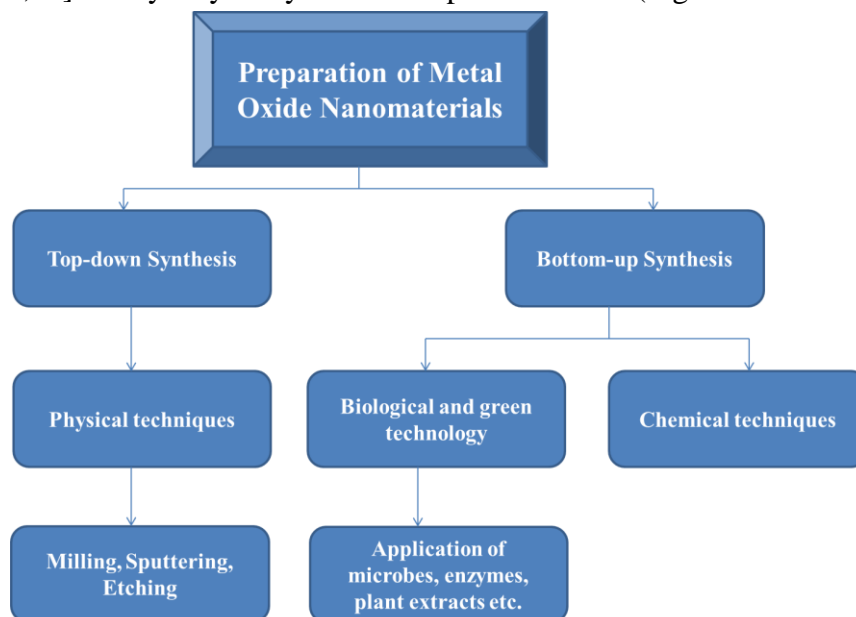 Preparation of Metal
Oxide Nanomaterials
Top-down Synthesis
Bottom-up Synthesis
Physical techniques
Biological and green
technology
Chemical techniques
Milling, Sputtering,
Etching
Application of
microbes, enzymes,
plant extracts etc.